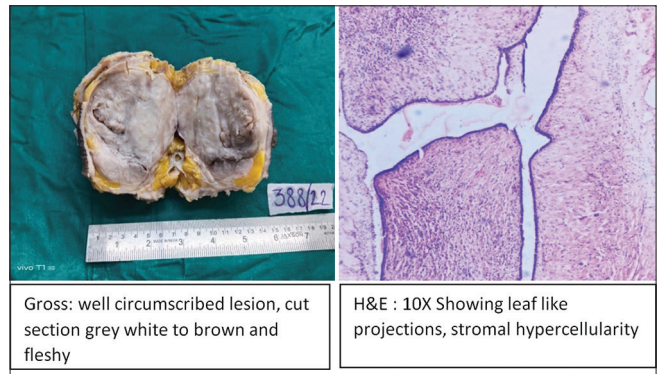 388/22
vivo T1
Gross: well circumscribed lesion, cut
section grey white to brown and
fleshy
H&E : 10X Showing leaf like
projections, stromal hypercellularity